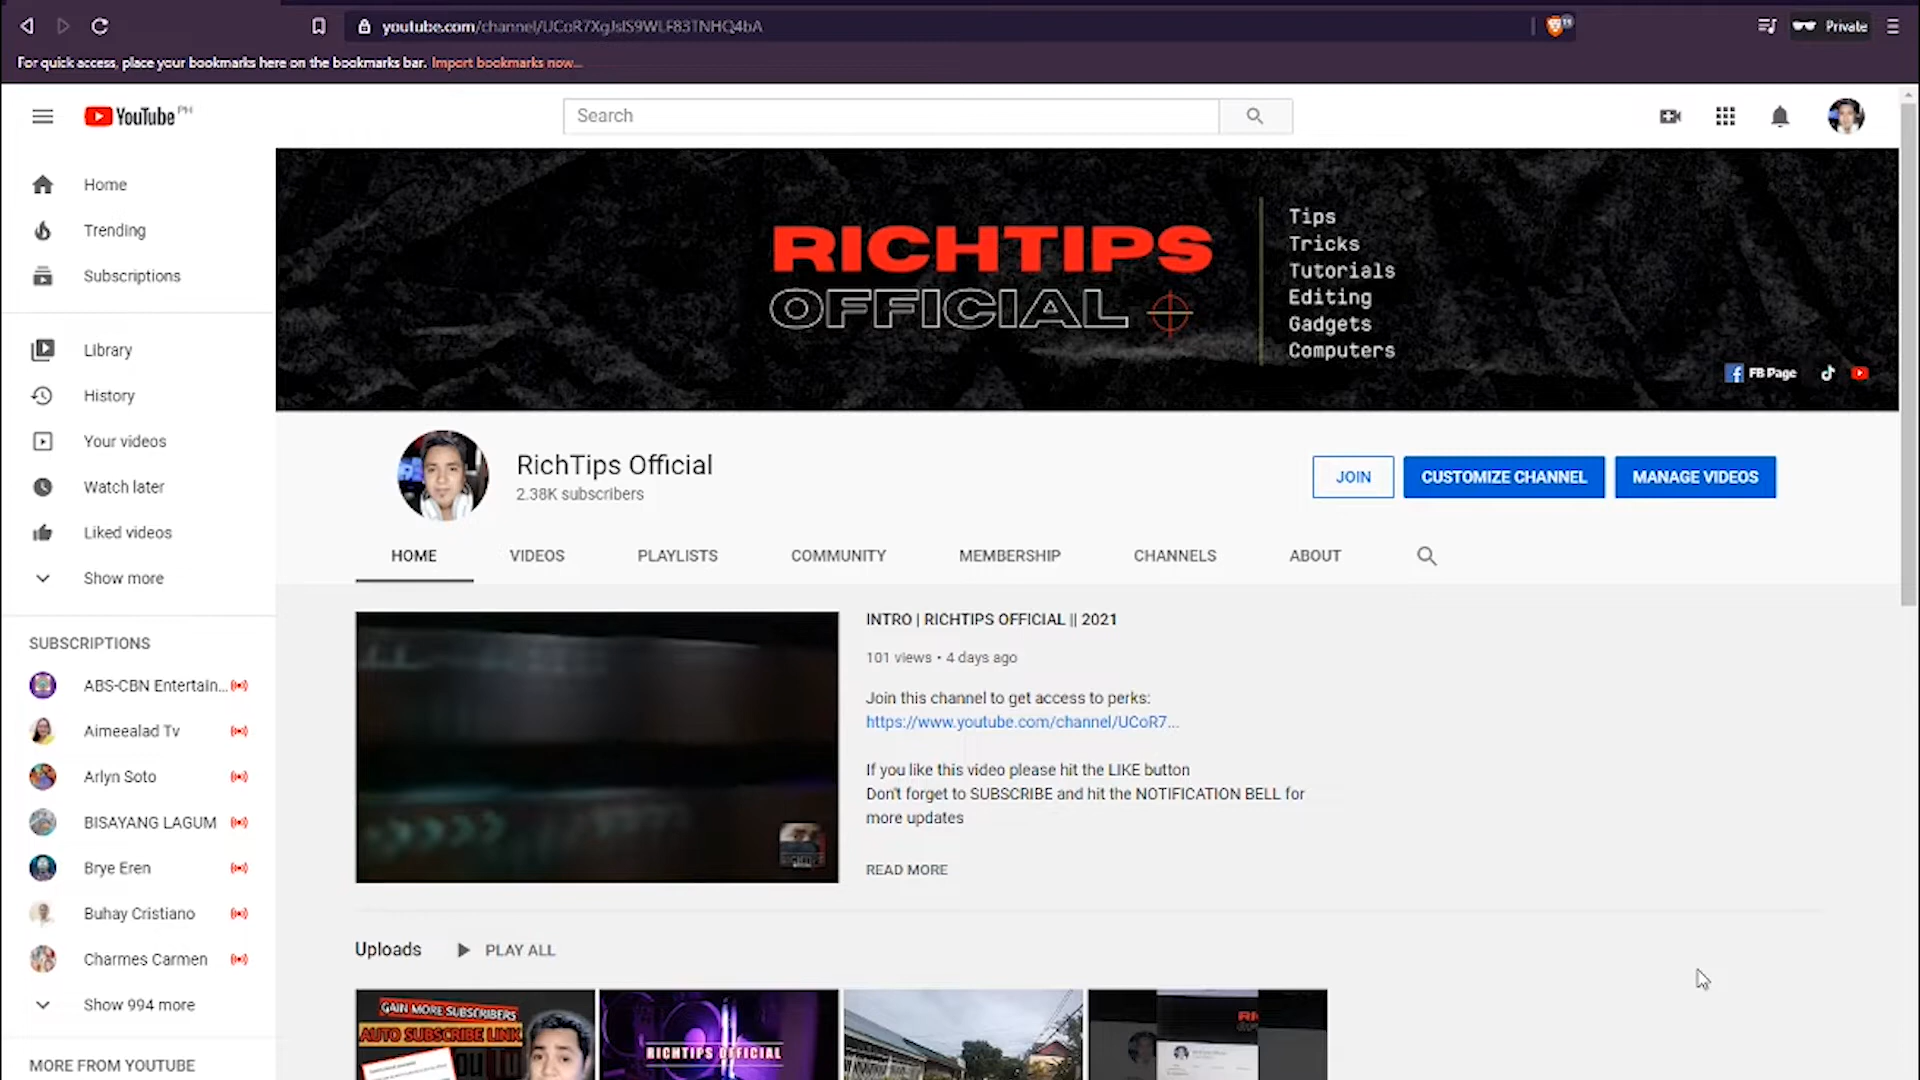 youtube.com/channel/UCoR7XgJsIS9WLF83TNHQ4bA
Private
For quick access, place your bookmarks here on the bookmarks bar. Import bookmarks now...
YouTube PH
Search
Home
Trending
Subscriptions
Library
History
Your videos
Watch later
Liked videos
Show more
SUBSCRIPTIONS
ABS-CBN Entertain...
Aimeealad Tv
Arlyn Soto
BISAYANG LAGUM
Brye Eren
Buhay Cristiano
Charmes Carmen
Show 994 more
MORE FROM YOUTUBE
RICHTIPS
OFFICIAL
Tips
Tricks
Tutorials
Editing
Gadgets
Computers
FB Page
RichTips Official
2.38K subscribers
JOIN
CUSTOMIZE CHANNEL
MANAGE VIDEOS
HOME
VIDEOS
PLAYLISTS
COMMUNITY
MEMBERSHIP
CHANNELS
ABOUT
INTRO | RICHTIPS OFFICIAL || 2021
101 views • 4 days ago
Join this channel to get access to perks:
https://www.youtube.com/channel/UCoR7...
If you like this video please hit the LIKE button
Don't forget to SUBSCRIBE and hit the NOTIFICATION BELL for
more updates
READ MORE
Uploads
PLAY ALL
GAIN MORE SUBSCRIBERS
AUTO SUBSCRIBE LINK
RICHTIPS OFFICIAL